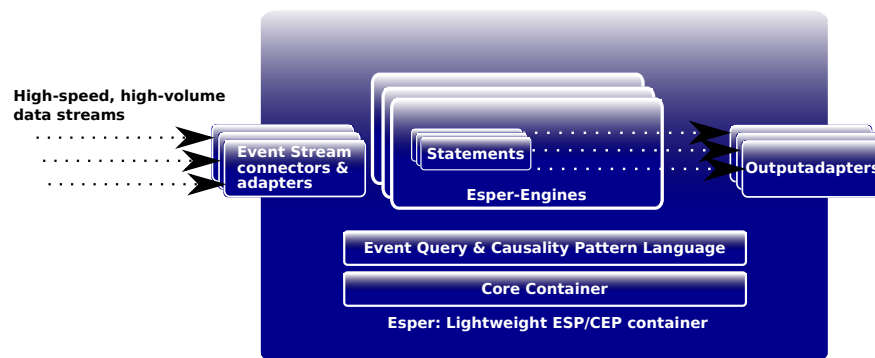 High-speed, high-volume
data streams
Event Stream
connectors &
adapters
Statements
Esper-Engines
Outputadapters
Event Query & Causality Pattern Language
Core Container
Esper: Lightweight ESP/CEP container